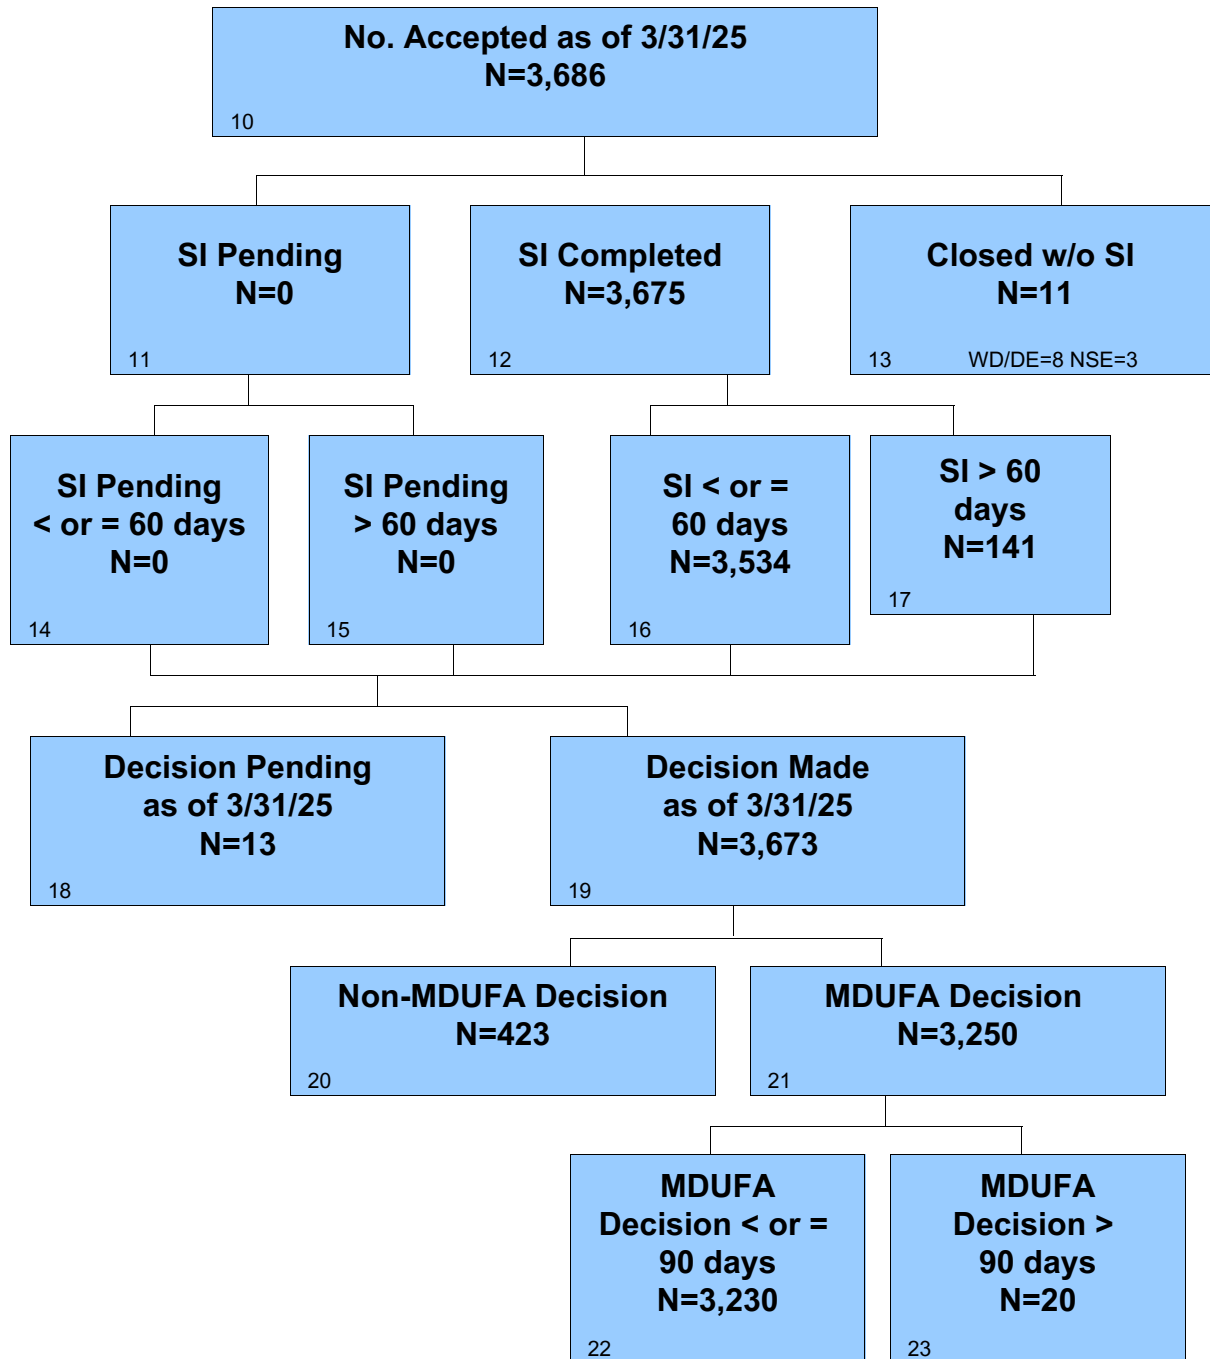 No. Accepted as of 3/31/25
N=3,686
10
SI Pending
N=0
11
SI Completed
N=3,675
12
Closed w/o SI
N=11
13 WD/DE=8 NSE=3
SI Pending
< or = 60 days
N=0
14
SI Pending
> 60 days
N=0
15
SI < or =
60 days
N=3,534
16
SI > 60
days
N=141
17
Decision Pending
as of 3/31/25
N=13
18
Decision Made
as of 3/31/25
N=3,673
19
Non-MDUFA Decision
N=423
20
MDUFA Decision
N=3,250
21
MDUFA
Decision < or =
90 days
N=3,230
22
MDUFA
Decision >
90 days
N=20
23